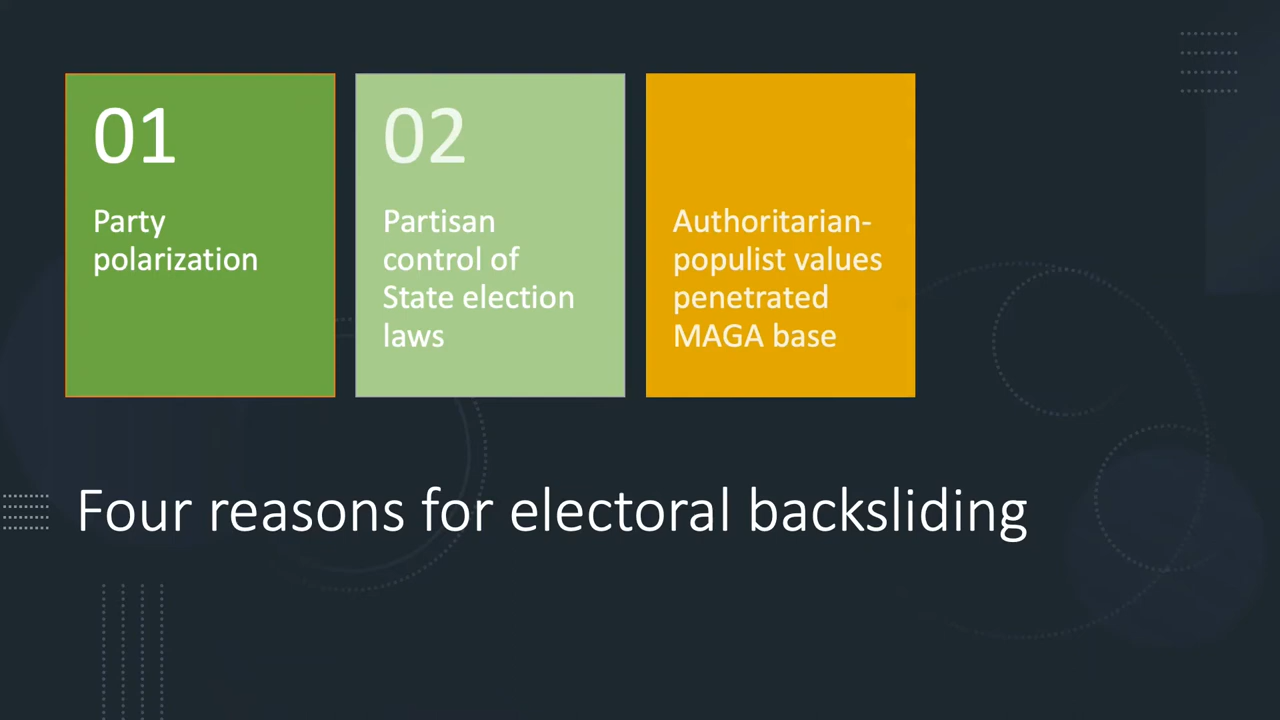 01
Party
polarization
02
Partisan
control of
State election
laws
Authoritarian-
populist values
penetrated
MAGA base
Four reasons for electoral backsliding